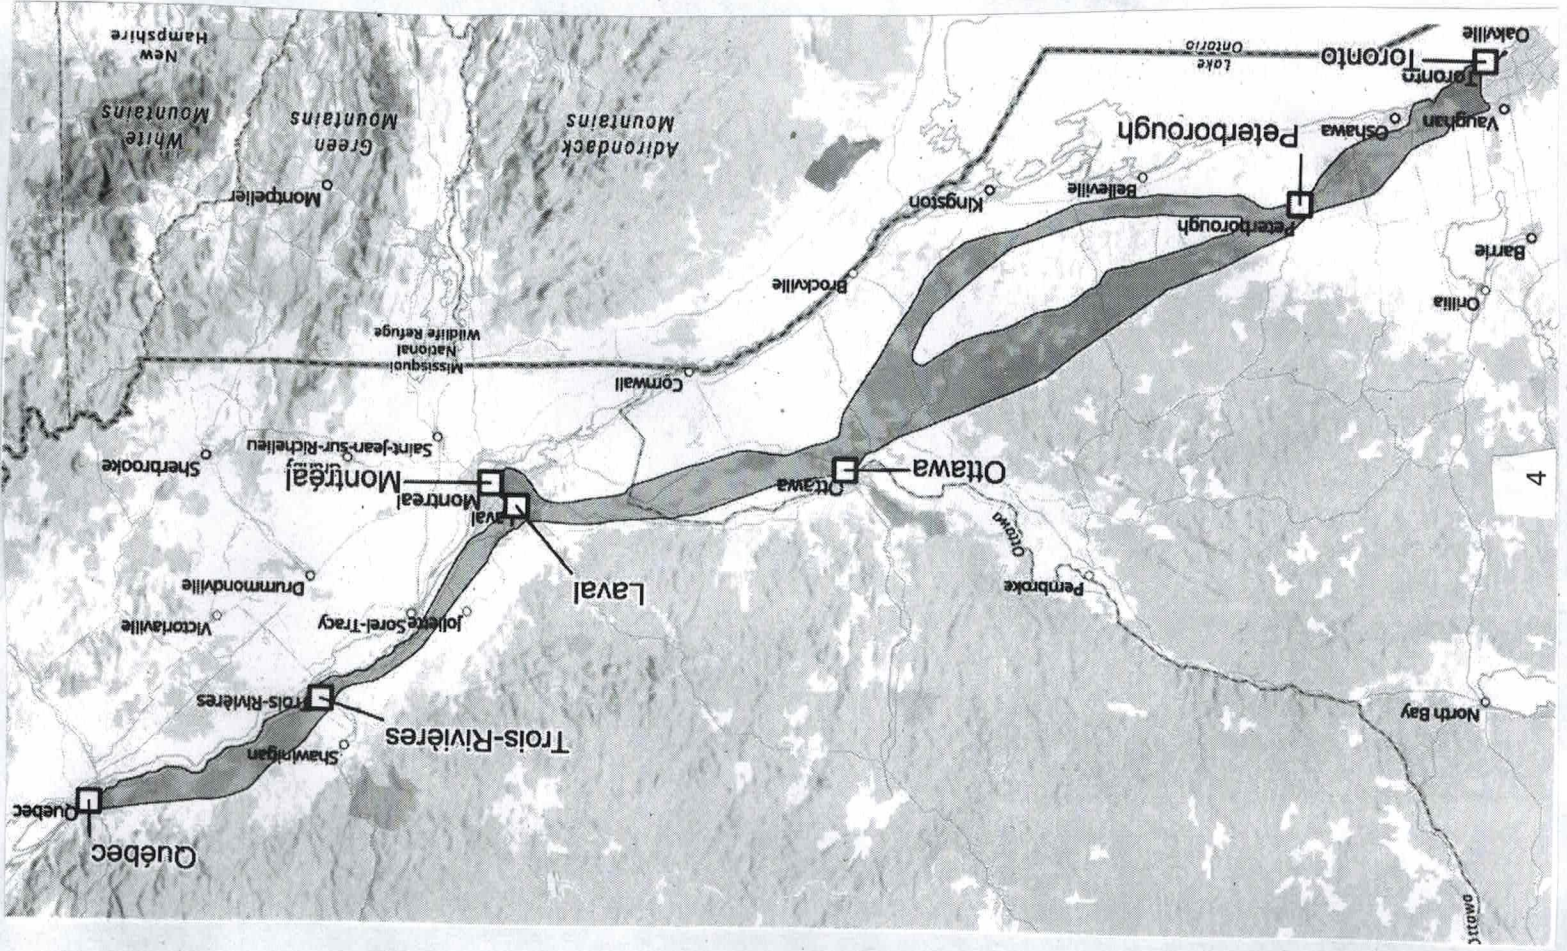 4
Ottawa
North Bay
Québec
Québec
Shawinigan
Trois-Rivières
Trois-Rivières
Pembroke
Ottawa
Joliette
Sorel-Tracy
Victoriaville
Drummondville
Laval
Laval
Ottawa
Ottawa
Montréal
Montréal
Sherbrooke
Saint-Jean-Sur-Richelieu
Cornwall
Missisquoi
National
Wildlife Refuge
Orillia
Barrie
Brockville
Peterborough
Peterborough
Kingston
Belleville
Montpelier
Oshawa
Vaughan
Adirondack
Mountains
Green
Mountains
White
Mountains
Toronto
Toronto
Lake
Ontario
Oakville
New
Hampshire